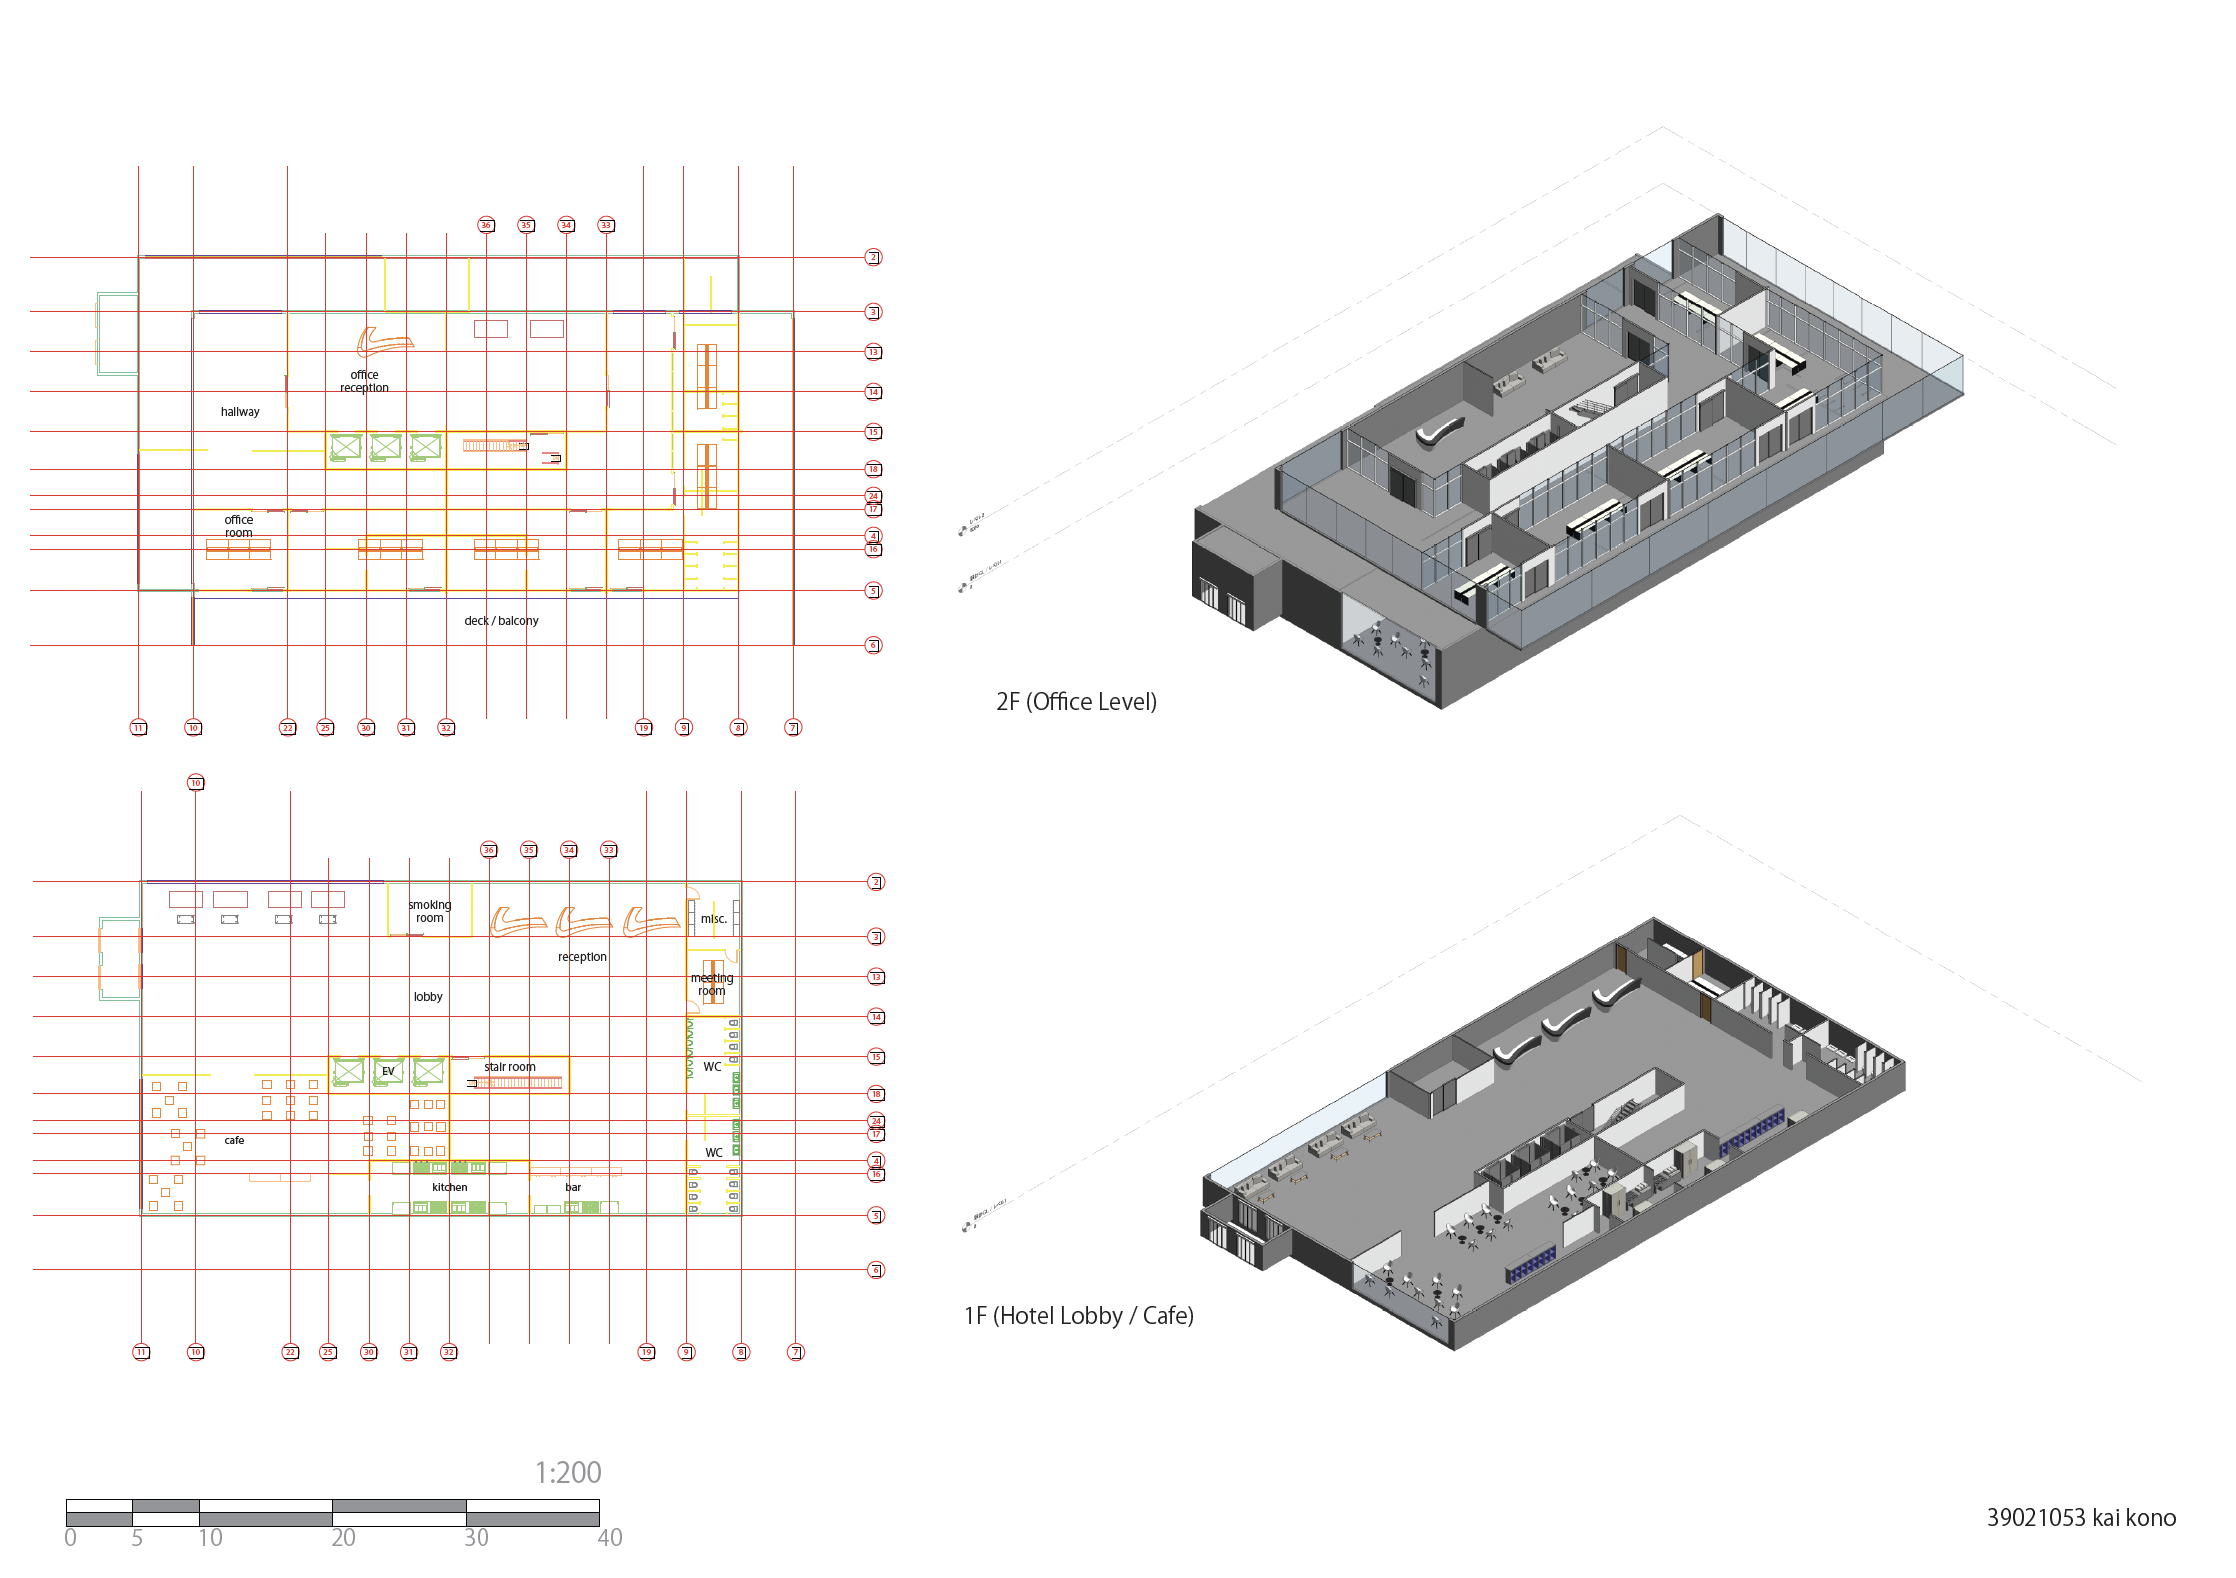 36 35 34 33
2
3
13
office
reception
14
hallway
15
18
24
17
office
room
4
16
5
deck / balcony
6
11 10 22 25 30 31 32 19 9 8 7
2F (Office Level)
10
36 35 34 33
2
smoking
room
misc.
3
reception
13
meeting
room
lobby
14
15
EV
stair room
WC
18
24
17
cafe
WC
4
16
kitchen
bar
5
6
11 10 22 25 30 31 32 19 9 8 7
1F (Hotel Lobby / Cafe)
1:200
0 5 10 20 30 40
39021053 kai kono